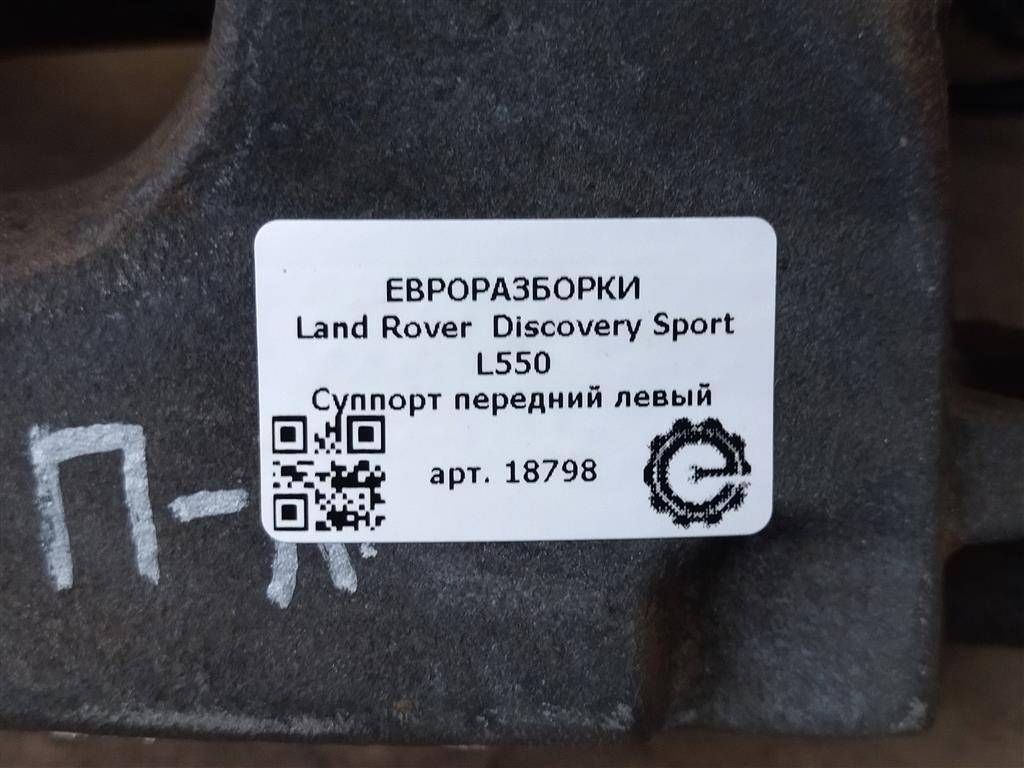 ЕВРОРАЗБОРКИ
Land Rover Discovery Sport
L550
Суппорт передний левый
арт. 18798
П-